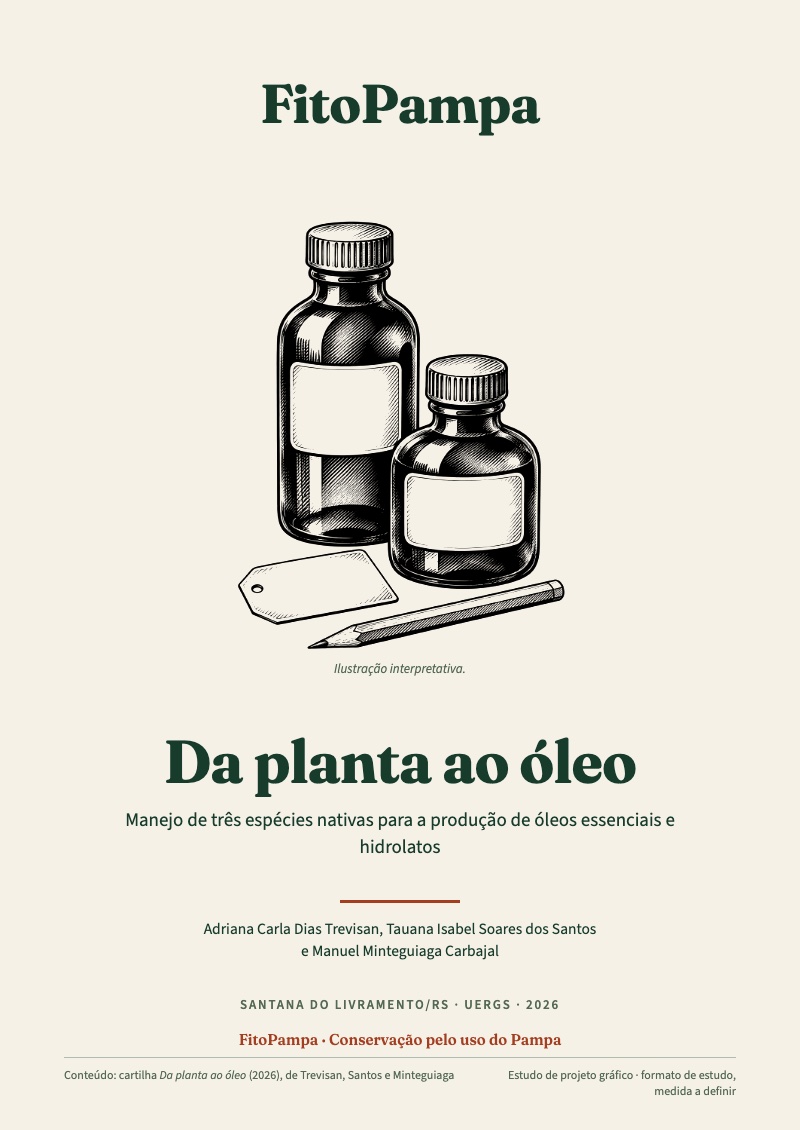 FitoPampa
Ilustração interpretativa.
Da planta ao óleo
Manejo de três espécies nativas para a produção de óleos essenciais e
hidrolatos
Adriana Carla Dias Trevisan, Tauana Isabel Soares dos Santos
e Manuel Minteguiaga Carbajal
SANTANA DO LIVRAMENTO/RS · UERGS · 2026
FitoPampa · Conservação pelo uso do Pampa
Conteúdo: cartilha Da planta ao óleo (2026), de Trevisan, Santos e Minteguiaga
Estudo de projeto gráfico · formato de estudo,
medida a definir